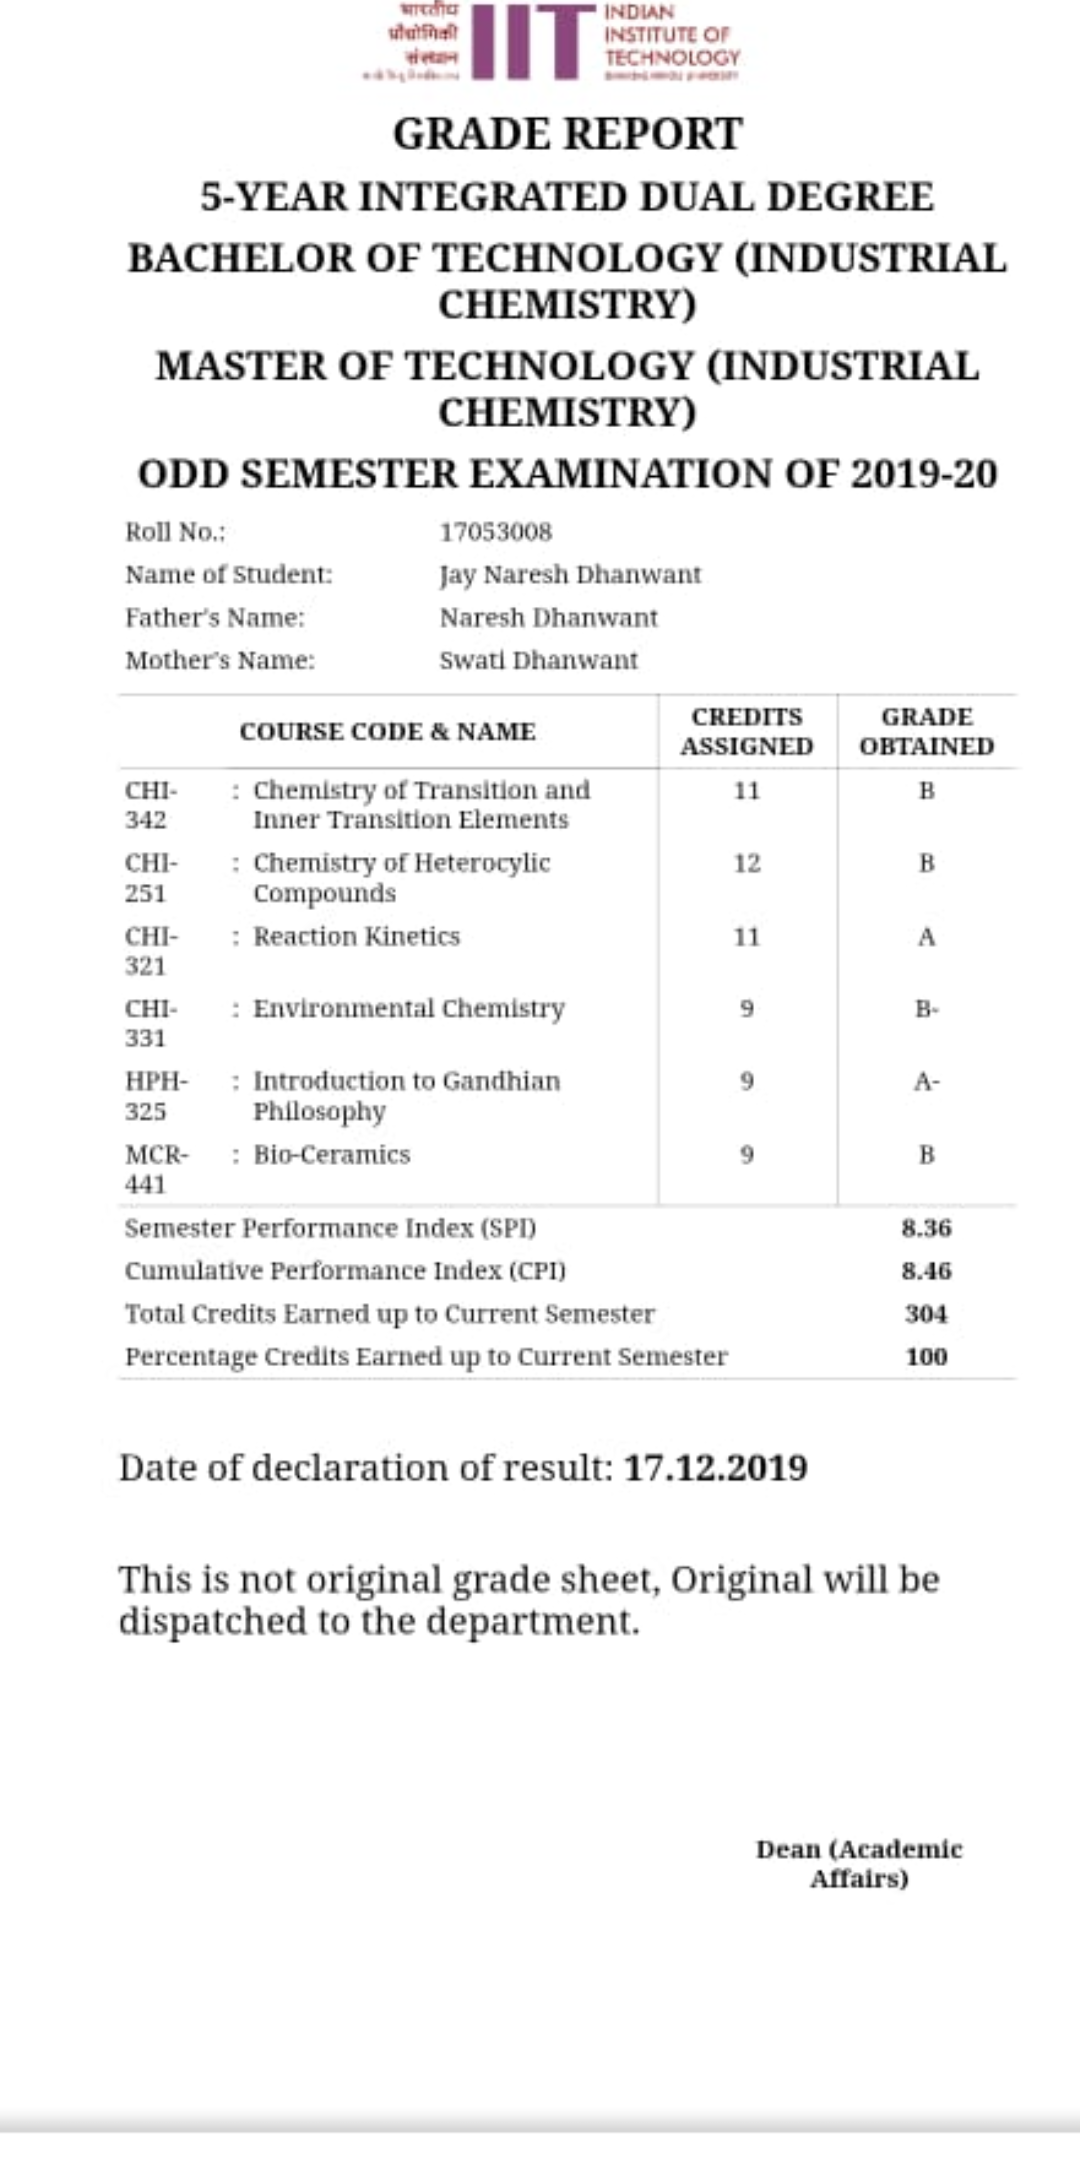 भारतीय
प्रौद्योगिकी
संस्थान
INDIAN
INSTITUTE OF
TECHNOLOGY
GRADE REPORT
5-YEAR INTEGRATED DUAL DEGREE
BACHELOR OF TECHNOLOGY (INDUSTRIAL
CHEMISTRY)
MASTER OF TECHNOLOGY (INDUSTRIAL
CHEMISTRY)
ODD SEMESTER EXAMINATION OF 2019-20
Roll No.: 17053008
Name of Student: Jay Naresh Dhanwant
Father's Name: Naresh Dhanwant
Mother's Name: Swati Dhanwant
COURSE CODE & NAME CREDITS ASSIGNED GRADE OBTAINED
CHI- : Chemistry of Transition and 11 B
342 Inner Transition Elements
CHI- : Chemistry of Heterocylic 12 B
251 Compounds
CHI- : Reaction Kinetics 11 A
321
CHI- : Environmental Chemistry 9 B-
331
HPH- : Introduction to Gandhian 9 A-
325 Philosophy
MCR- : Bio-Ceramics 9 B
441
Semester Performance Index (SPI) 8.36
Cumulative Performance Index (CPI) 8.46
Total Credits Earned up to Current Semester 304
Percentage Credits Earned up to Current Semester 100
Date of declaration of result: 17.12.2019
This is not original grade sheet, Original will be
dispatched to the department.
Dean (Academic
Affairs)